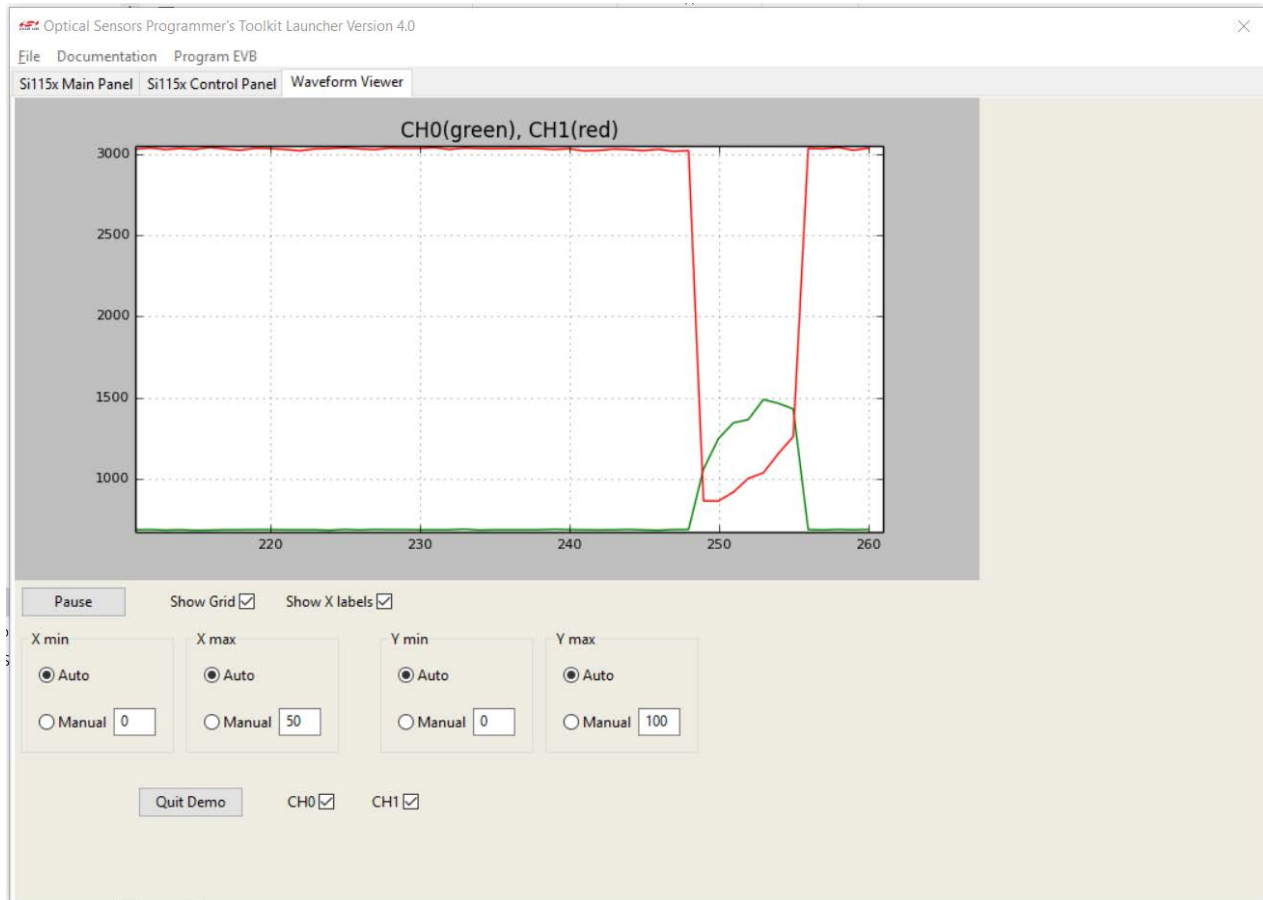 Optical Sensors Programmer's Toolkit Launcher Version 4.0
File Documentation Program EVB
Si115x Main Panel Si115x Control Panel Waveform Viewer
CH0(green), CH1(red)
3000
2500
2000
1500
1000
220 230 240 250 260
Pause Show Grid Show X labels
X min X max Y min Y max
Auto Auto Auto Auto
Manual 0 Manual 50 Manual 0 Manual 100
Quit Demo CH0 CH1